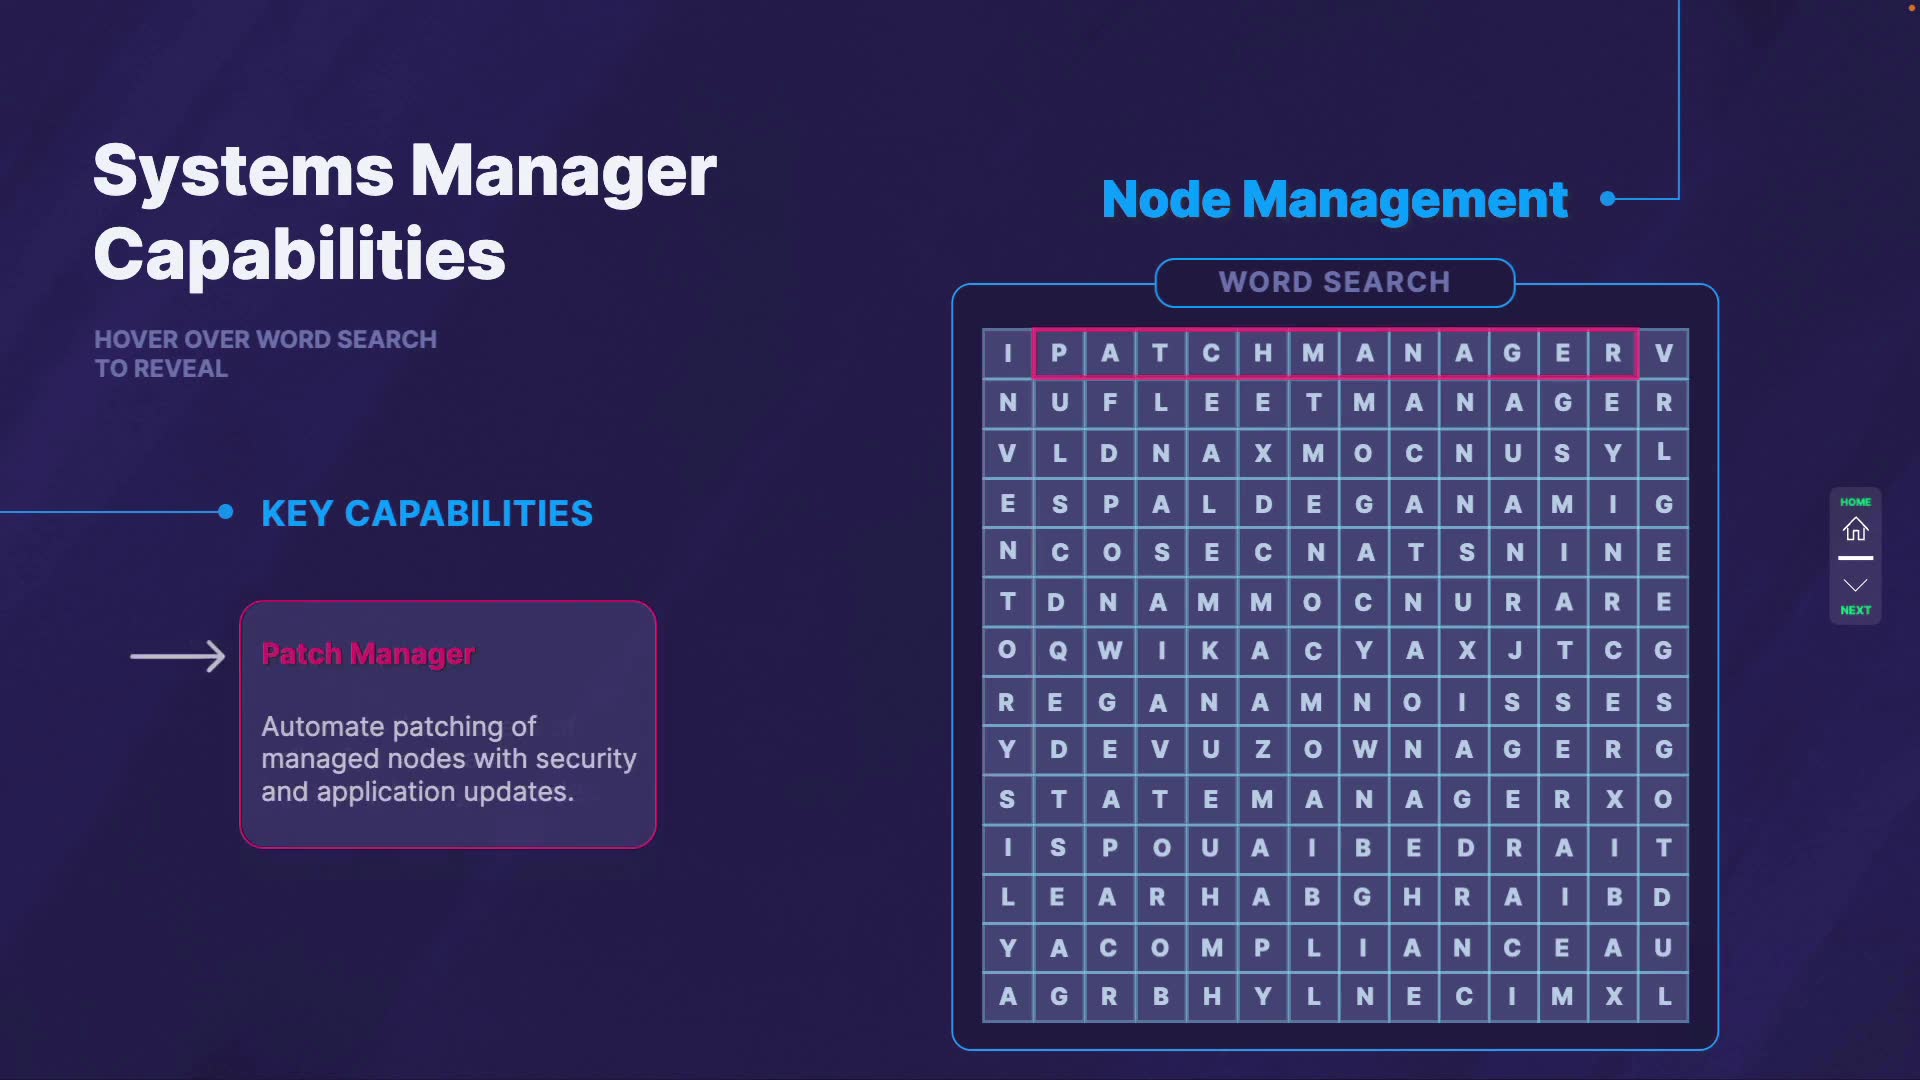 Systems Manager
Capabilities
HOVER OVER WORD SEARCH
TO REVEAL
KEY CAPABILITIES
Patch Manager
Automate patching of
managed nodes with security
and application updates.
Node Management
WORD SEARCH
I P A T C H M A N A G E R V
N U F L E E T M A N A G E R
V L D N A X M O C N U S Y L
E S P A L D E G A N A M I G
N C O S E C N A T S N I N E
T D N A M M O C N U R A R E
O Q W I K A C Y A X J T C G
R E G A N A M N O I S S E S
Y D E V U Z O W N A G E R G
S T A T E M A N A G E R X O
I S P O U A I B E D R A I T
L E A R H A B G H R A I B D
Y A C O M P L I A N C E A U
A G R B H Y L N E C I M X L
HOME
NEXT